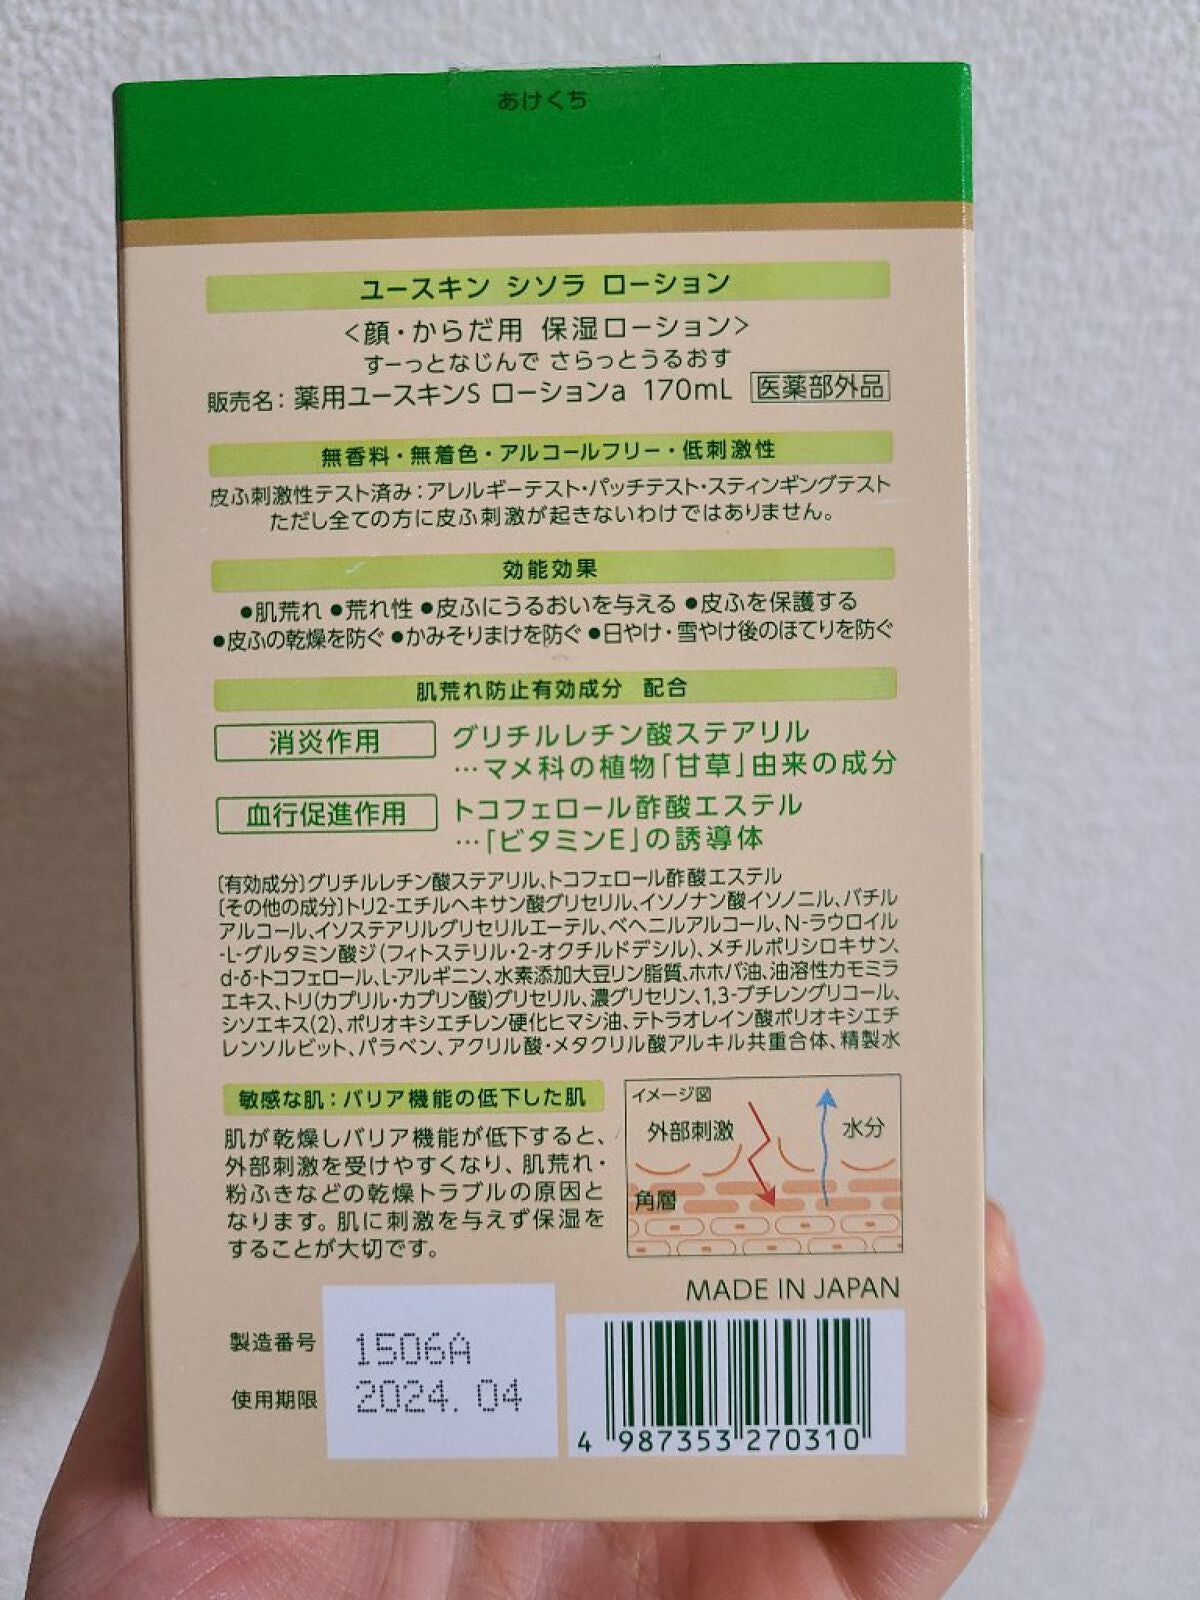 あけくち
ユースキン シソラ ローション
<顔・からだ用 保湿ローション>
すーっとなじんで さらっとうるおす
販売名：薬用ユースキンS ローションa 170mL 医薬部外品
無香料・無着色・アルコールフリー・低刺激性
皮ふ刺激性テスト済み：アレルギーテスト・パッチテスト・スティンギングテスト
ただし全ての方に皮ふ刺激が起きないわけではありません。
効能効果
●肌荒れ ●荒れ性 ●皮ふにうるおいを与える ●皮ふを保護する
●皮ふの乾燥を防ぐ ●かみそりまけを防ぐ ●日やけ・雪やけ後のほてりを防ぐ
肌荒れ防止有効成分 配合
消炎作用 グリチルレチン酸ステアリル
…マメ科の植物「甘草」由来の成分
血行促進作用 トコフェロール酢酸エステル
…「ビタミンE」の誘導体
〔有効成分〕グリチルレチン酸ステアリル、トコフェロール酢酸エステル
〔その他の成分〕トリ2-エチルヘキサン酸グリセリル、イソノナン酸イソノニル、バチル
アルコール、イソステアリルグリセリルエーテル、ベヘニルアルコール、N-ラウロイル
-L-グルタミン酸ジ(フィトステリル・2-オクチルドデシル)、メチルポリシロキサン、
d-δ-トコフェロール、L-アルギニン、水素添加大豆リン脂質、ホホバ油、油溶性カモミラ
エキス、トリ(カプリル・カプリン酸)グリセリル、濃グリセリン、1,3-ブチレングリコール、
シソエキス(2)、ポリオキシエチレン硬化ヒマシ油、テトラオレイン酸ポリオキシエチ
レンソルビット、パラベン、アクリル酸・メタクリル酸アルキル共重合体、精製水
敏感な肌：バリア機能の低下した肌
肌が乾燥しバリア機能が低下すると、
外部刺激を受けやすくなり、肌荒れ・
粉ふきなどの乾燥トラブルの原因と
なります。肌に刺激を与えず保湿を
することが大切です。
イメージ図
外部刺激 水分
角層
MADE IN JAPAN
製造番号 1506A
使用期限 2024.04
4 987353 270310